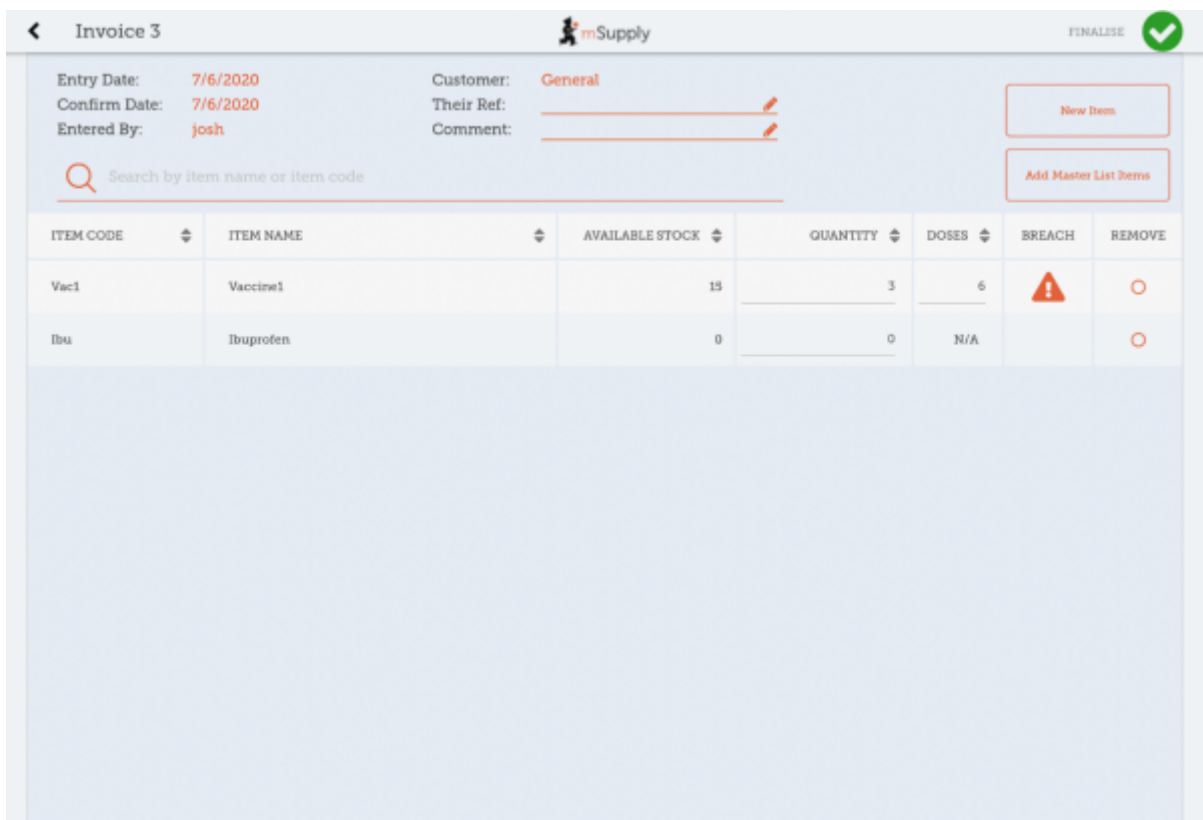 Invoice 3
mSupply
FINALISE
Entry Date: 7/6/2020
Customer: General
Confirm Date: 7/6/2020
Their Ref:
Entered By: josh
Comment:
New Item
Search by item name or item code
Add Master List Items
ITEM CODE ITEM NAME AVAILABLE STOCK QUANTITY DOSES BREACH REMOVE
Vac1 Vaccine1 15 3 6
Ibu Ibuprofen 0 0 N/A